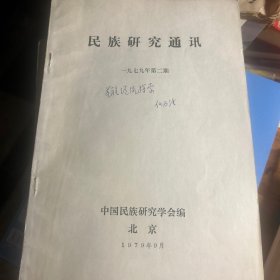 民族研究通讯
一九七九年第二期
中国民族研究学会编
北京
1979年9月